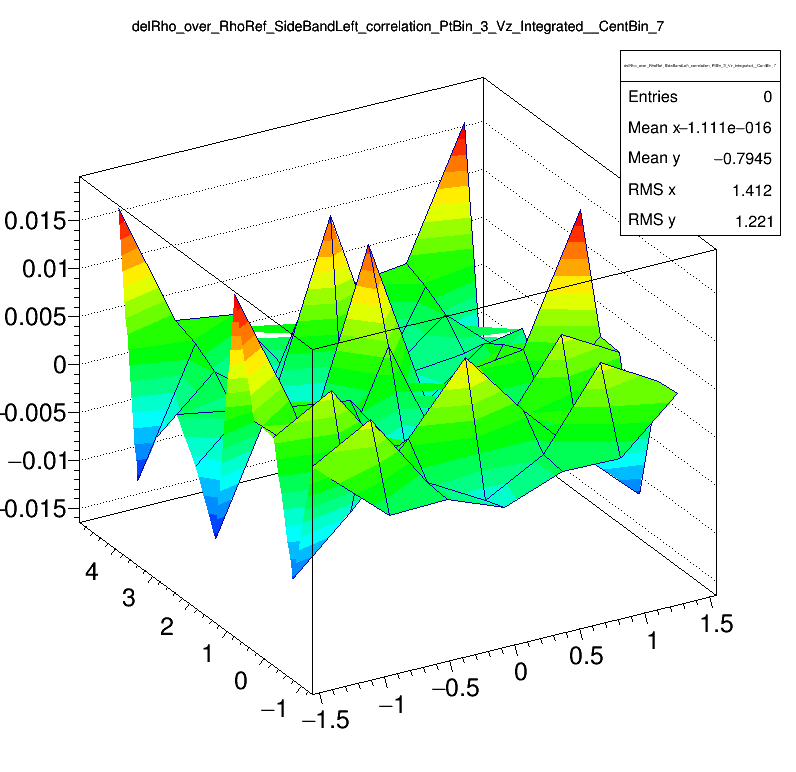 delRho_over_RhoRef_SideBandLeft_correlation_PtBin_3_Vz_Integrated__CentBin_7
delRho_over_RhoRef_SideBandLeft_correlation_PtBin_3_Vz_Integrated__CentBin_7
Entries 0
Mean x−1.111e−016
Mean y −0.7945
RMS x 1.412
RMS y 1.221
0.015
0.01
0.005
0
−0.005
−0.01
−0.015
4
3
2
1
0
−1
−1.5
−1
−0.5
0
0.5
1
1.5